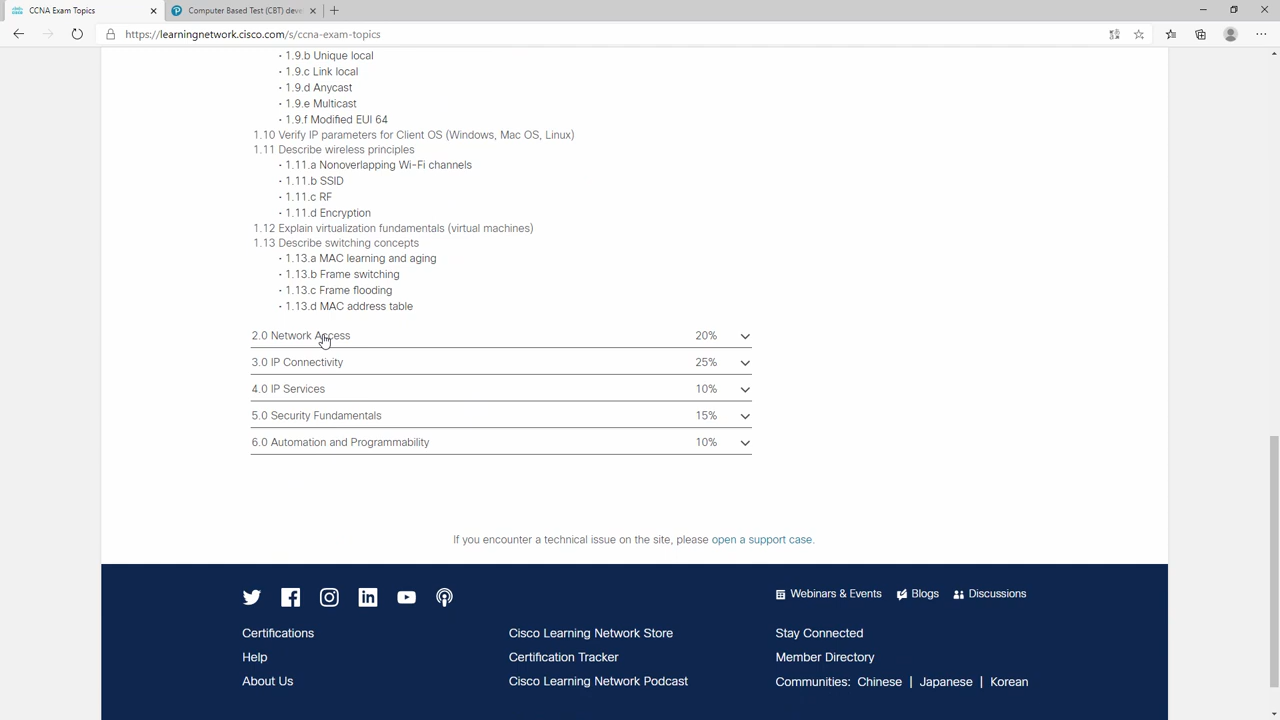 CCNA Exam Topics
Computer Based Test (CBT) deve
https://learningnetwork.cisco.com/s/ccna-exam-topics
• 1.9.b Unique local
• 1.9.c Link local
• 1.9.d Anycast
• 1.9.e Multicast
• 1.9.f Modified EUI 64
1.10 Verify IP parameters for Client OS (Windows, Mac OS, Linux)
1.11 Describe wireless principles
• 1.11.a Nonoverlapping Wi-Fi channels
• 1.11.b SSID
• 1.11.c RF
• 1.11.d Encryption
1.12 Explain virtualization fundamentals (virtual machines)
1.13 Describe switching concepts
• 1.13.a MAC learning and aging
• 1.13.b Frame switching
• 1.13.c Frame flooding
• 1.13.d MAC address table
2.0 Network Access 20%
3.0 IP Connectivity 25%
4.0 IP Services 10%
5.0 Security Fundamentals 15%
6.0 Automation and Programmability 10%
If you encounter a technical issue on the site, please open a support case.
Webinars & Events Blogs Discussions
Certifications Cisco Learning Network Store Stay Connected
Help Certification Tracker Member Directory
About Us Cisco Learning Network Podcast Communities: Chinese | Japanese | Korean